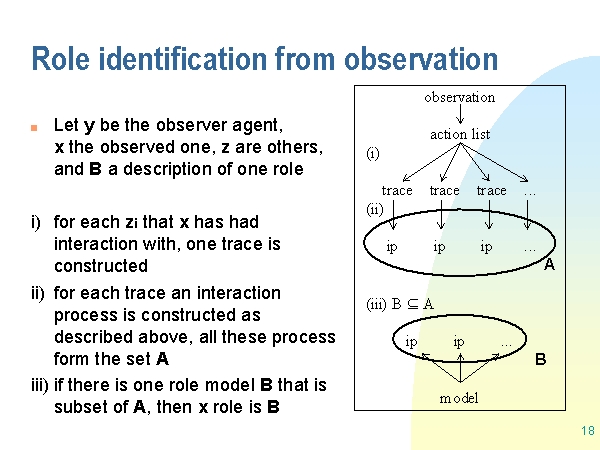 Role identification from observation
Let y be the observer agent,
x the observed one, z are others,
and B a description of one role
i) for each zi that x has had
interaction with, one trace is
constructed
ii) for each trace an interaction
process is constructed as
described above, all these process
form the set A
iii) if there is one role model B that is
subset of A, then x role is B
observation
action list
(i)
trace trace trace ...
(ii)
ip ip ip ...
A
(iii) B ⊆ A
ip ip ...
B
model
18